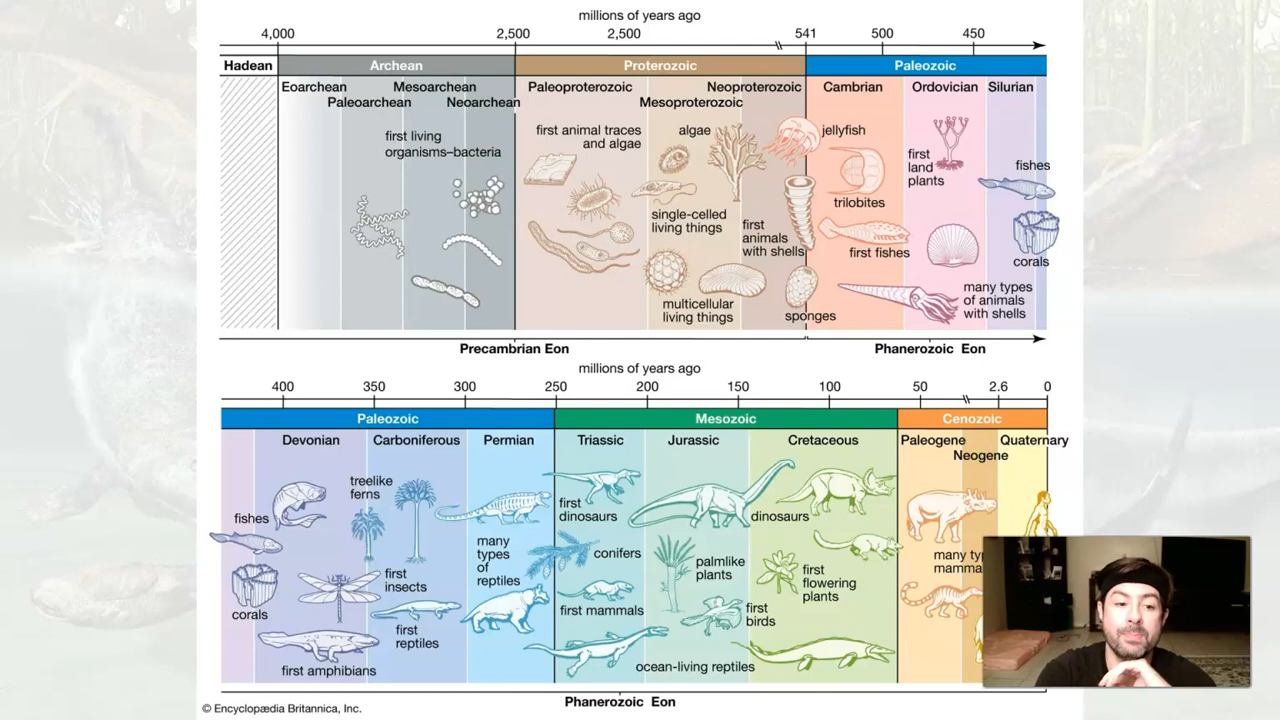 millions of years ago
4,000 2,500 2,500 541 500 450
Hadean Archean Proterozoic Paleozoic
Eoarchean Mesoarchean Paleoproterozoic Neoproterozoic Cambrian Ordovician Silurian
Paleoarchean Neoarchean Mesoproterozoic
first living
organisms–bacteria
first animal traces
and algae
algae
jellyfish
first
land
plants
fishes
trilobites
single-celled
living things
first
animals
with shells
first fishes
corals
multicellular
living things
sponges
many types
of animals
with shells
Precambrian Eon Phanerozoic Eon
millions of years ago
400 350 300 250 200 150 100 50 2.6 0
Paleozoic Mesozoic Cenozoic
Devonian Carboniferous Permian Triassic Jurassic Cretaceous Paleogene Quaternary
Neogene
treelike
ferns
fishes
first
dinosaurs
dinosaurs
many
types
of
reptiles
conifers
palmlike
plants
first
flowering
plants
many
mamma
first
insects
corals
first mammals
first
birds
first
reptiles
first amphibians
ocean-living reptiles
Phanerozoic Eon
© Encyclopædia Britannica, Inc.